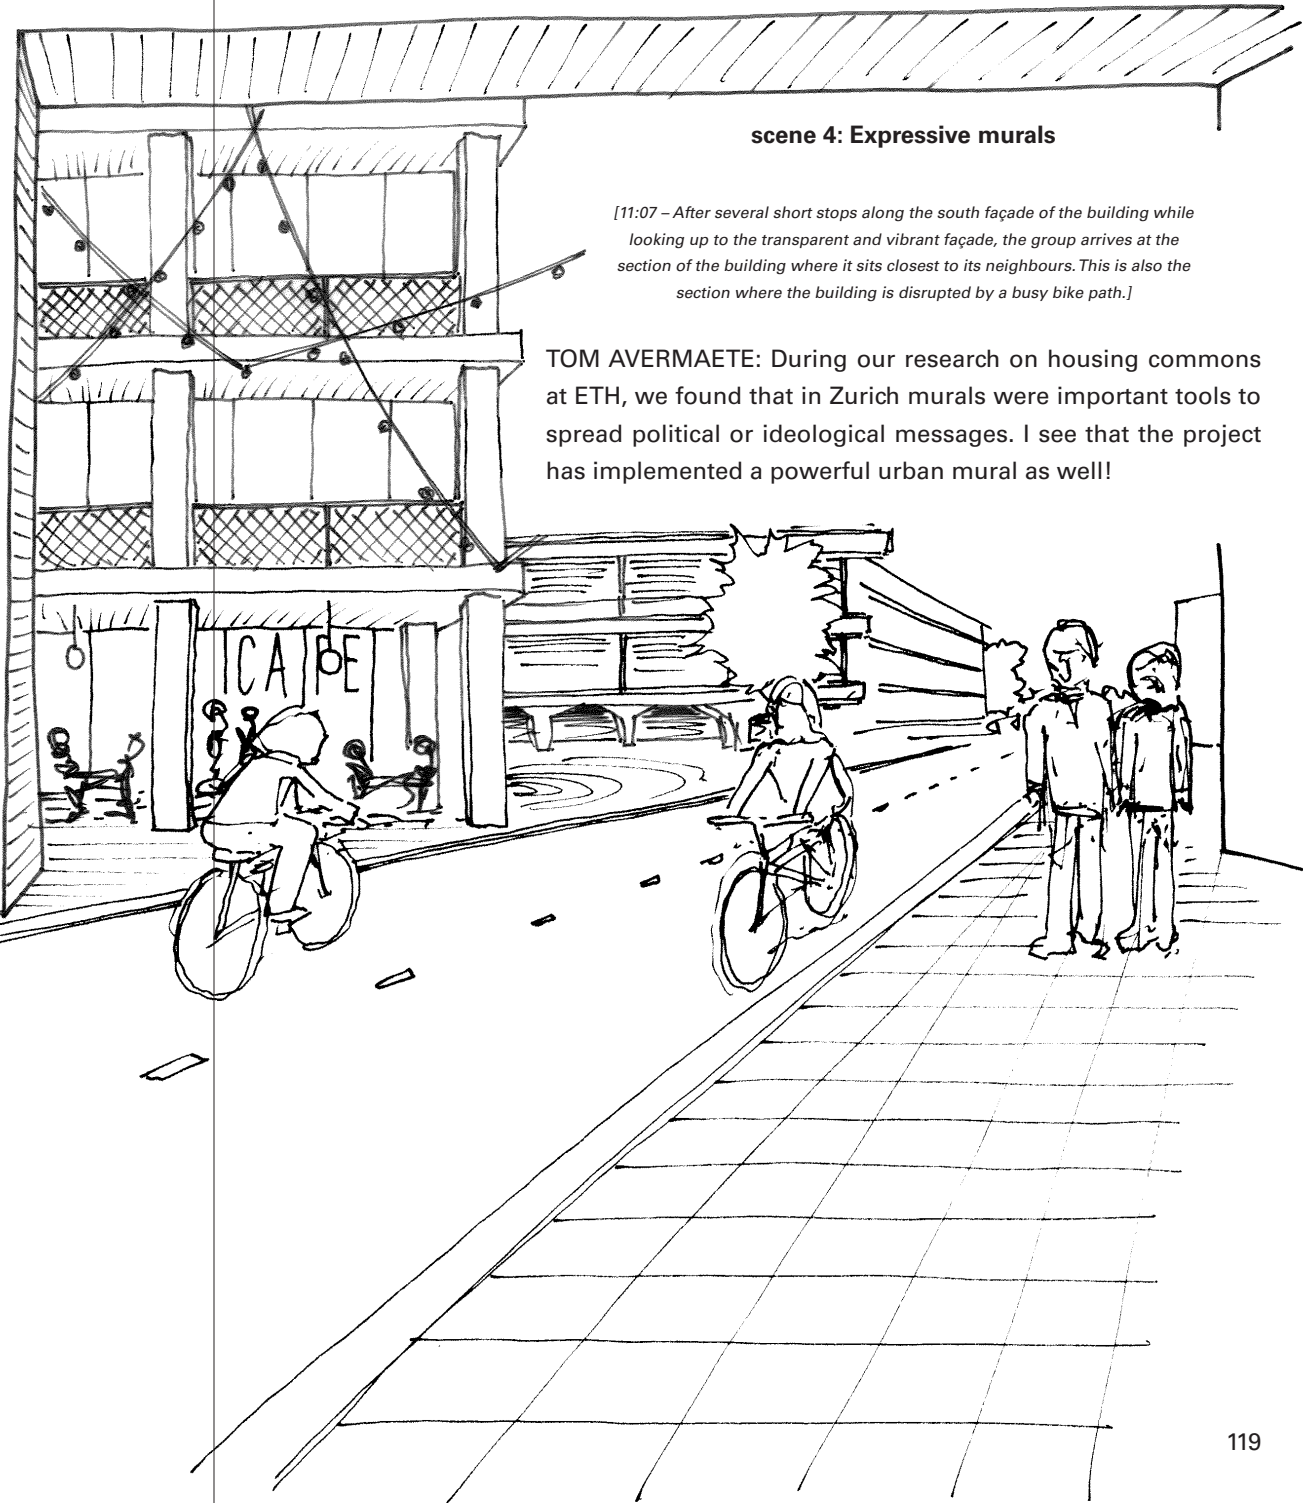 scene 4: Expressive murals
[11:07 – After several short stops along the south façade of the building while
looking up to the transparent and vibrant façade, the group arrives at the
section of the building where it sits closest to its neighbours. This is also the
section where the building is disrupted by a busy bike path.]
TOM AVERMAETE: During our research on housing commons
at ETH, we found that in Zurich murals were important tools to
spread political or ideological messages. I see that the project
has implemented a powerful urban mural as well!
CAPE
119